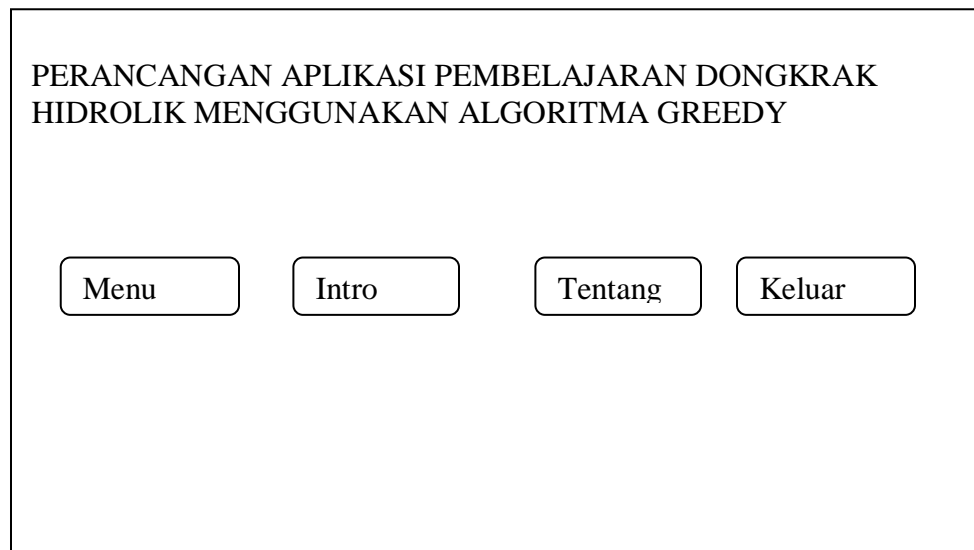 PERANCANGAN APLIKASI PEMBELAJARAN DONGKRAK
HIDROLIK MENGGUNAKAN ALGORITMA GREEDY
Menu Intro Tentang Keluar